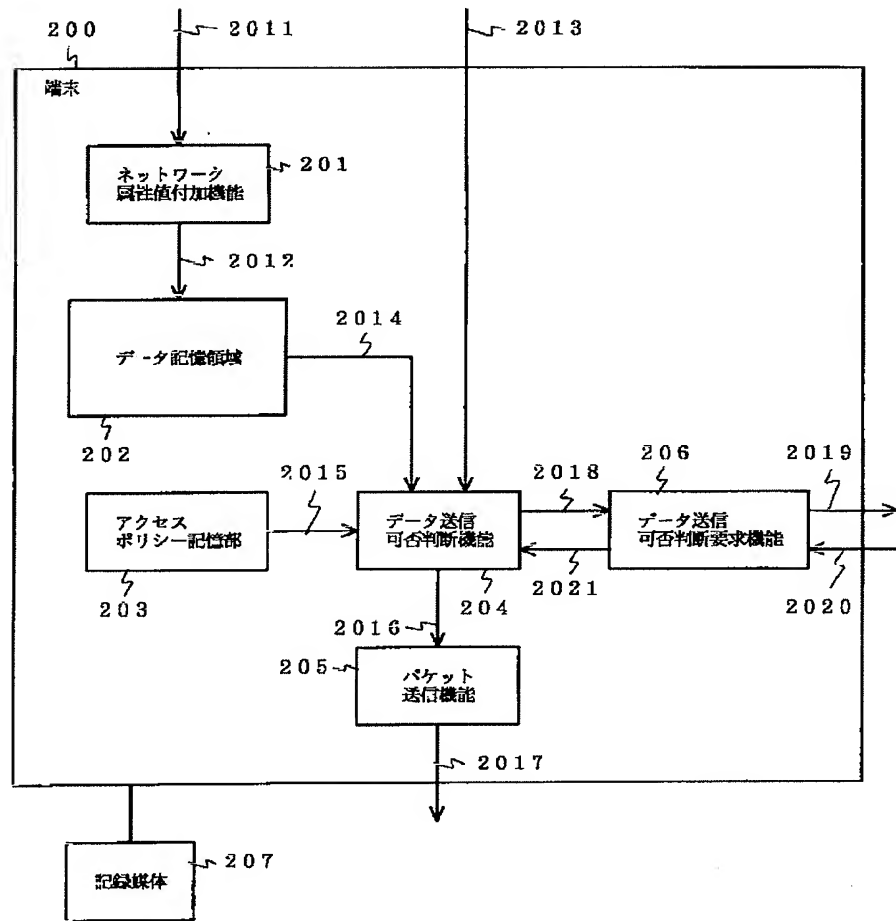 200
2011
2013
端末
ネットワーク
属性値付加機能
201
2012
データ記憶領域
2014
202
2015
2018
206
2019
アクセス
ポリシー記憶部
データ送信
可否判断機能
データ送信
可否判断要求機能
203
204
2021
2020
2016
205
パケット
送信機能
2017
記録媒体
207